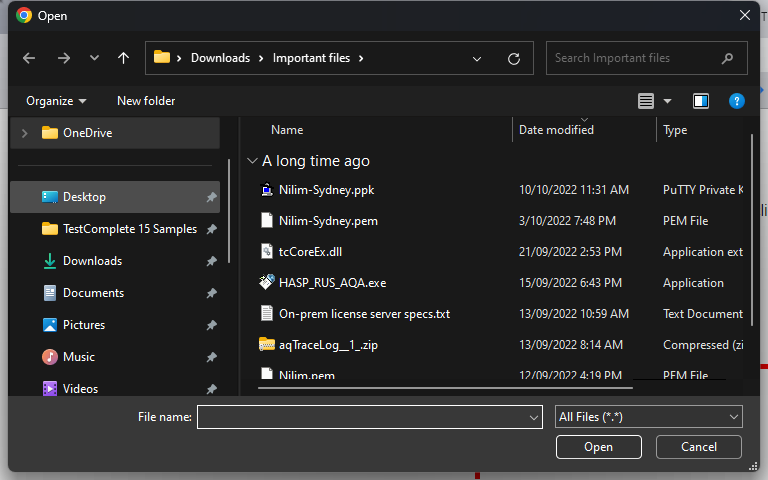 Open
Downloads > Important files >
Search Important files
Organize
New folder
OneDrive
Desktop
TestComplete 15 Samples
Downloads
Documents
Pictures
Music
Videos
Name Date modified Type
A long time ago
Nilim-Sydney.ppk 10/10/2022 11:31 AM PuTTY Private K
Nilim-Sydney.pem 3/10/2022 7:48 PM PEM File
tcCoreEx.dll 21/09/2022 2:53 PM Application ext
HASP_RUS_AQA.exe 15/09/2022 6:43 PM Application
On-prem license server specs.txt 13/09/2022 10:59 AM Text Document
aqTraceLog__1_.zip 13/09/2022 8:14 AM Compressed (zi
Nilim.pem 12/09/2022 4:19 PM PEM File
File name:
All Files (*.*)
Open
Cancel